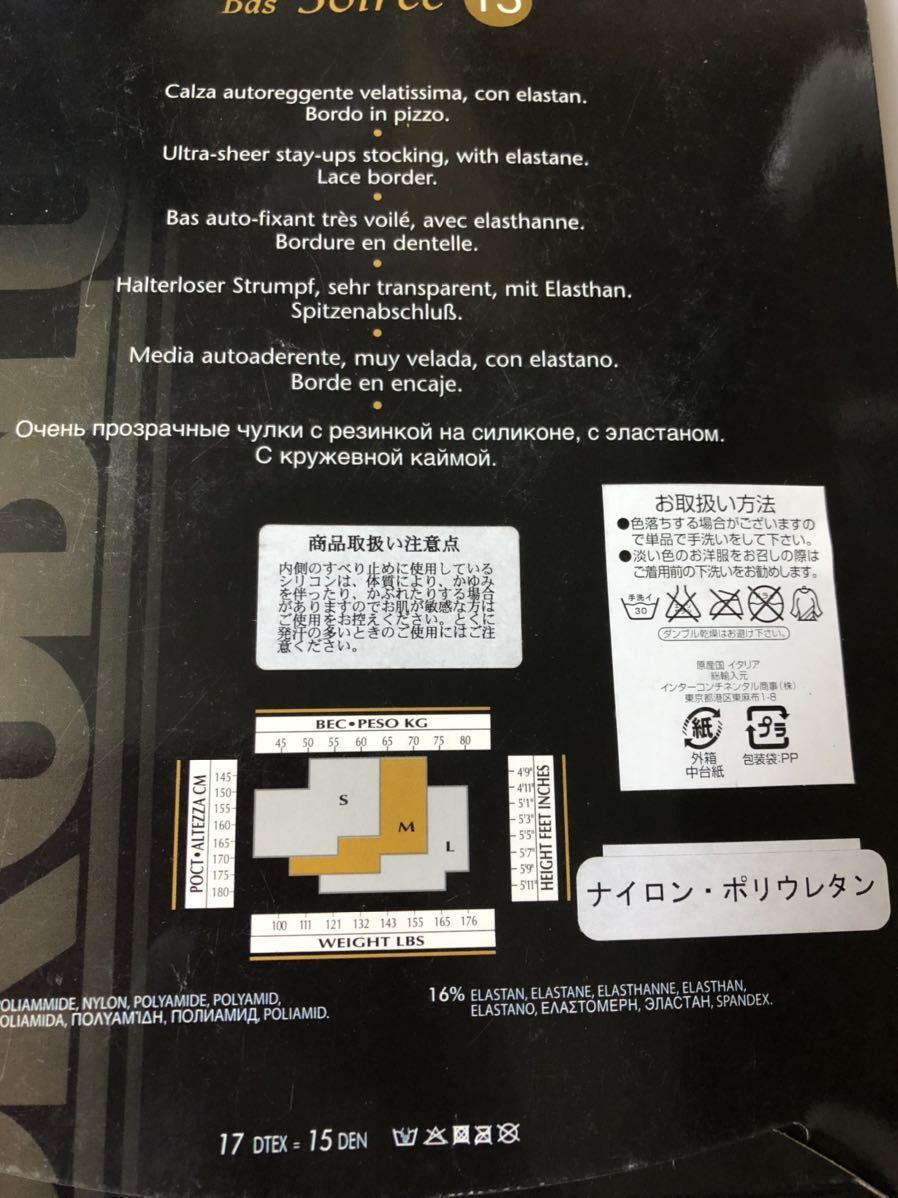 Bas Soirée 15
Calza autoreggente velatissima, con elastan.
Bordo in pizzo.
Ultra-sheer stay-ups stocking, with elastane.
Lace border.
Bas auto-fixant très voilé, avec elasthanne.
Bordure en dentelle.
Halterloser Strumpf, sehr transparent, mit Elasthan.
Spitzenabschluß.
Media autoaderente, muy velada, con elastano.
Borde en encaje.
Очень прозрачные чулки с резинкой на силиконе, с эластаном.
С кружевной каймой.
商品取扱い注意点
内側のすべり止めに使用している
シリコンは、体質により、かゆみ
を伴ったり、かぶれたりする場合
がありますのでお肌が敏感な方は
ご使用をお控えください。とくに
発汗の多いときのご使用にはご注
意ください。
お取扱い方法
●色落ちする場合がございますの
で単品で手洗いをして下さい。
●淡い色のお洋服をお召しの際は
ご着用前の下洗いをお勧めします。
手洗イ
30
タンブル乾燥はお避け下さい。
原産国 イタリア
総輸入元
インターコンチネンタル商事(株)
東京都港区東麻布1-8
紙
外箱
中台紙
プラ
包装袋:PP
ВЕС•PESO KG
45 50 55 60 65 70 75 80
РОСТ•ALTEZZA CM
145
150
155
160
165
170
175
180
S
M
L
4'9"
4'11"
5'1"
5'3"
5'5"
5'7"
5'9"
5'11"
HEIGHT FEET INCHES
100 111 121 132 143 155 165 176
WEIGHT LBS
ナイロン・ポリウレタン
OLIAMMIDE, NYLON, POLYAMIDE, POLYAMID,
OLIAMIDA, ΠΟΛΥΑΜΊΔΗ, ПОЛИАМИД, POLIAMID.
16% ELASTAN, ELASTANE, ELASTHANNE, ELASTHAN,
ELASTANO, ΕΛΑΣΤΟΜΕΡΗ, ЭЛАСТАН, SPANDEX.
17 DTEX = 15 DEN